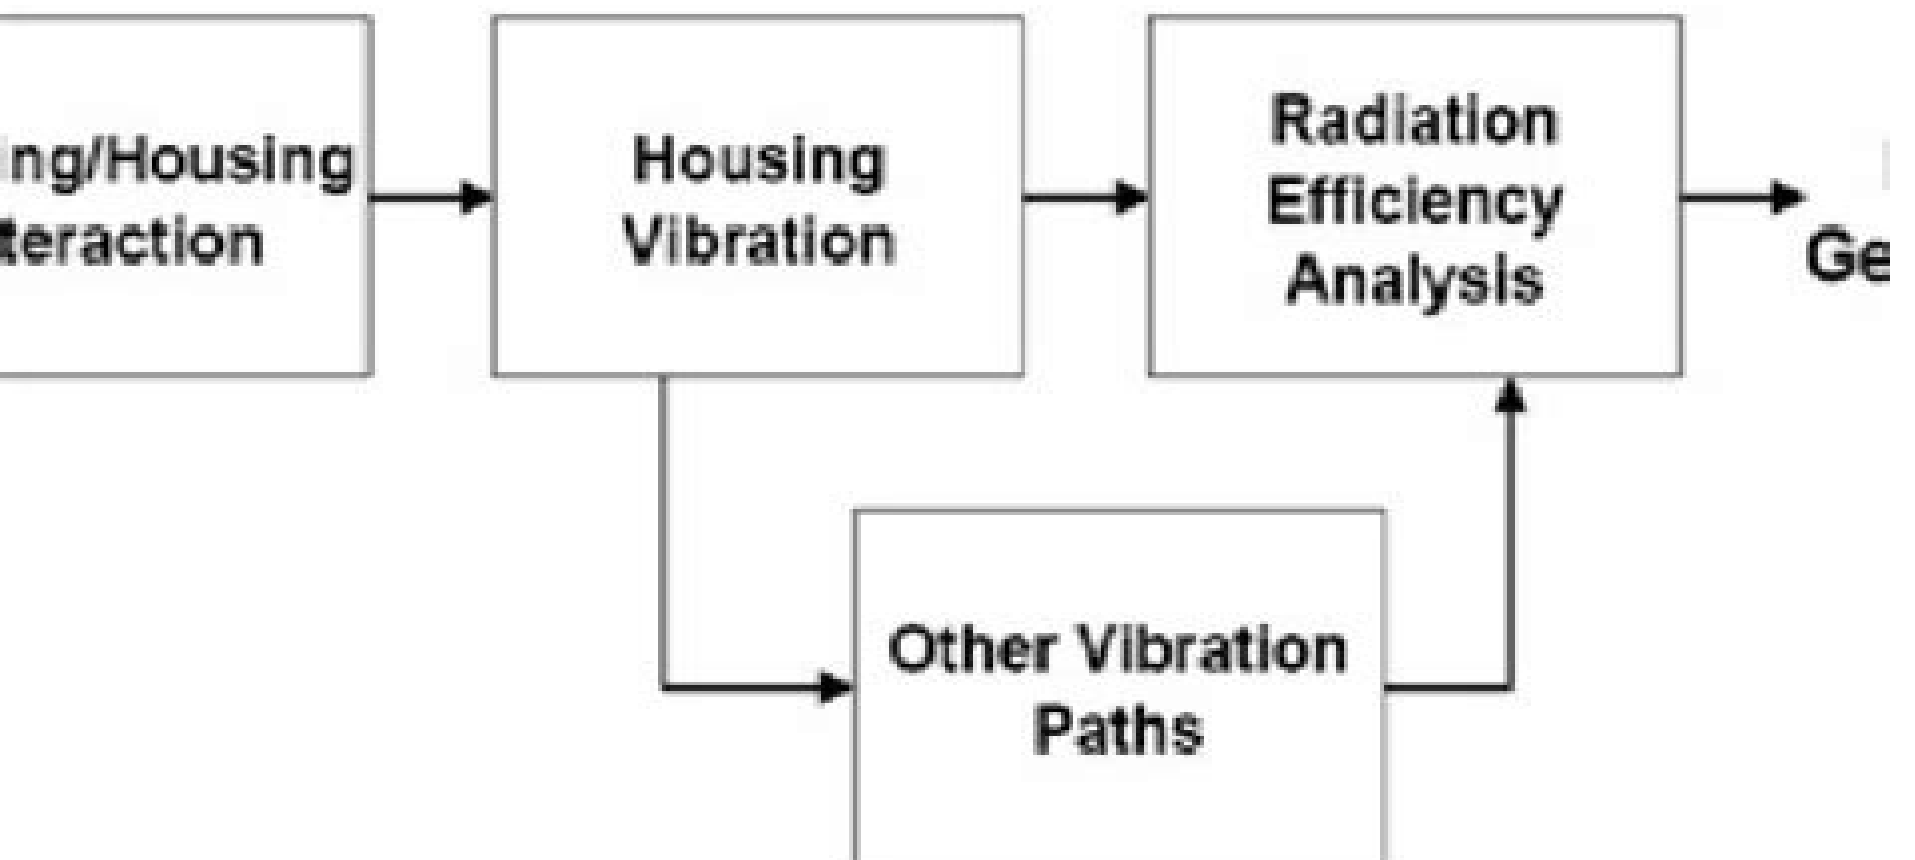 ing/Housing
teraction
Housing
Vibration
Radiation
Efficiency
Analysis
Ge
Other Vibration
Paths